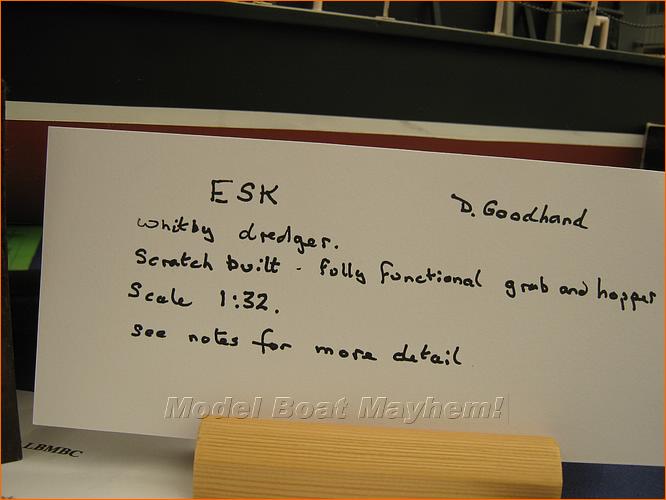 ESK
D. Goodhand
Whitby dredger.
Scratch built - fully functional grab and hopper
Scale 1:32.
see notes for more detail
Model Boat Mayhem!
LBMBC